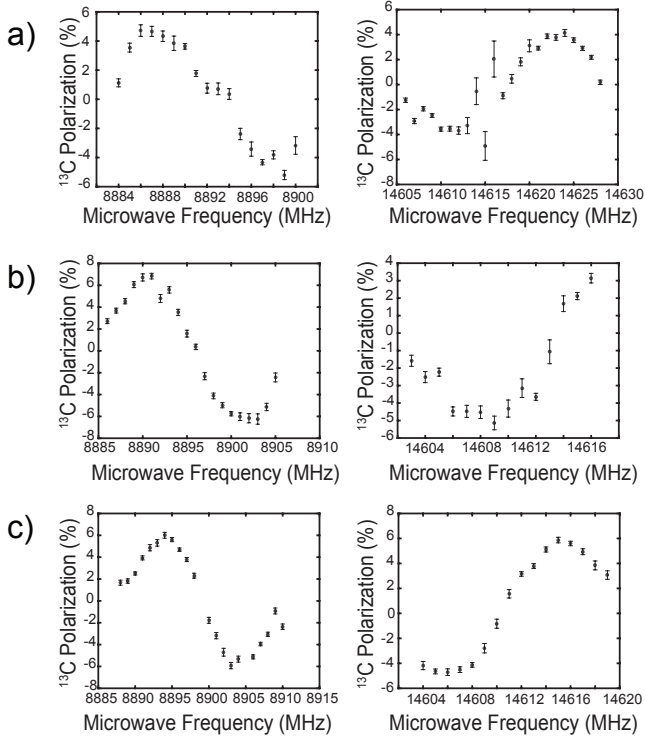 a)
¹³C Polarization (%)
6
4
2
0
-2
-4
-6
8884 8888 8892 8896 8900
Microwave Frequency (MHz)
¹³C Polarization (%)
8
6
4
2
0
-2
-4
-6
-8
14605 14610 14615 14620 14625 14630
Microwave Frequency (MHz)
b)
¹³C Polarization (%)
8
6
4
2
0
-2
-4
-6
-8
8885 8890 8895 8900 8905 8910
Microwave Frequency (MHz)
¹³C Polarization (%)
4
3
2
1
0
-1
-2
-3
-4
-5
-6
14604 14608 14612 14616
Microwave Frequency (MHz)
c)
¹³C Polarization (%)
8
6
4
2
0
-2
-4
-6
-8
8885 8890 8895 8900 8905 8910 8915
Microwave Frequency (MHz)
¹³C Polarization (%)
8
6
4
2
0
-2
-4
-6
14604 14608 14612 14616 14620
Microwave Frequency (MHz)